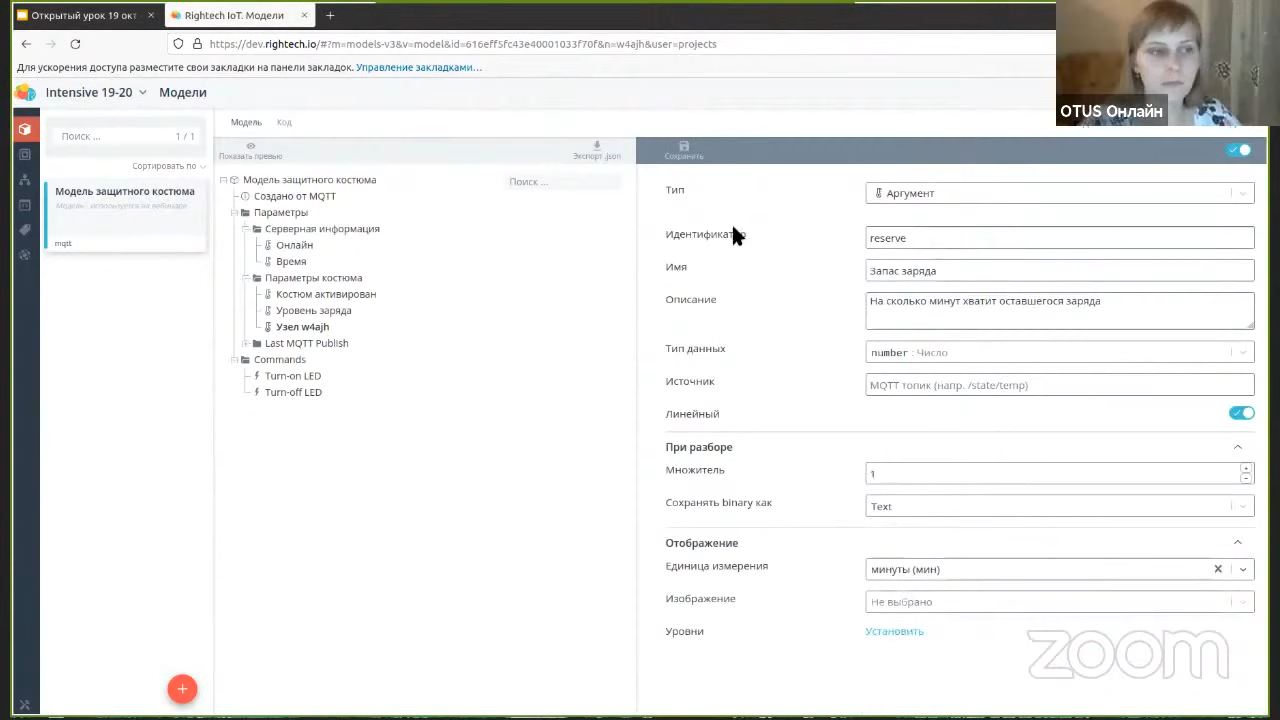 Открытый урок 19 окт
Rightech IoT. Модели
https://dev.rightech.io/#?m=models-v3&v=model&id=616eff5fc43e40001033f70f&n=w4ajh&user=projects
Для ускорения доступа разместите свои закладки на панели закладок. Управление закладками…
OTUS Онлайн
Intensive 19-20
Модели
Поиск ...
1 / 1
Сортировать по
Модель защитного костюма
Модель - используется на вебинаре
mqtt
Модель
Код
Показать превью
Экспорт .json
Поиск ...
Модель защитного костюма
Создано от MQTT
Параметры
Серверная информация
Онлайн
Время
Параметры костюма
Костюм активирован
Уровень заряда
Узел w4ajh
Last MQTT Publish
Commands
Turn-on LED
Turn-off LED
Сохранить
Тип
Аргумент
Идентификатор
reserve
Имя
Запас заряда
Описание
На сколько минут хватит оставшегося заряда
Тип данных
number : Число
Источник
MQTT топик (напр. /state/temp)
Линейный
При разборе
Множитель
1
Сохранять binary как
Text
Отображение
Единица измерения
минуты (мин)
Изображение
Не выбрано
Уровни
Установить
zoom